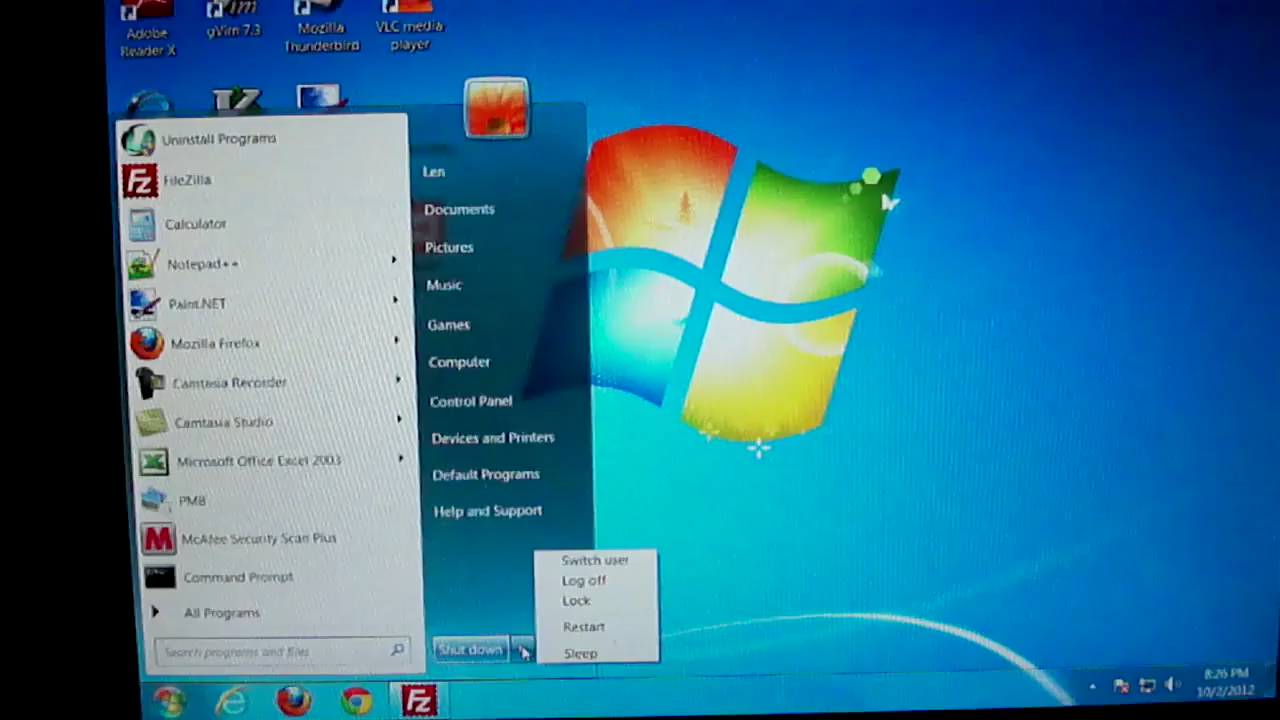 Adobe
Reader X
gVim 7.3
Mozilla
Thunderbird
VLC media
player
Uninstall Programs
FileZilla
Calculator
Notepad++
Paint.NET
Mozilla Firefox
Camtasia Recorder
Camtasia Studio
Microsoft Office Excel 2003
PMB
McAfee Security Scan Plus
Command Prompt
All Programs
Search programs and files
Len
Documents
Pictures
Music
Games
Computer
Control Panel
Devices and Printers
Default Programs
Help and Support
Shut down
Switch user
Log off
Lock
Restart
Sleep
8:26 PM
10/2/2012